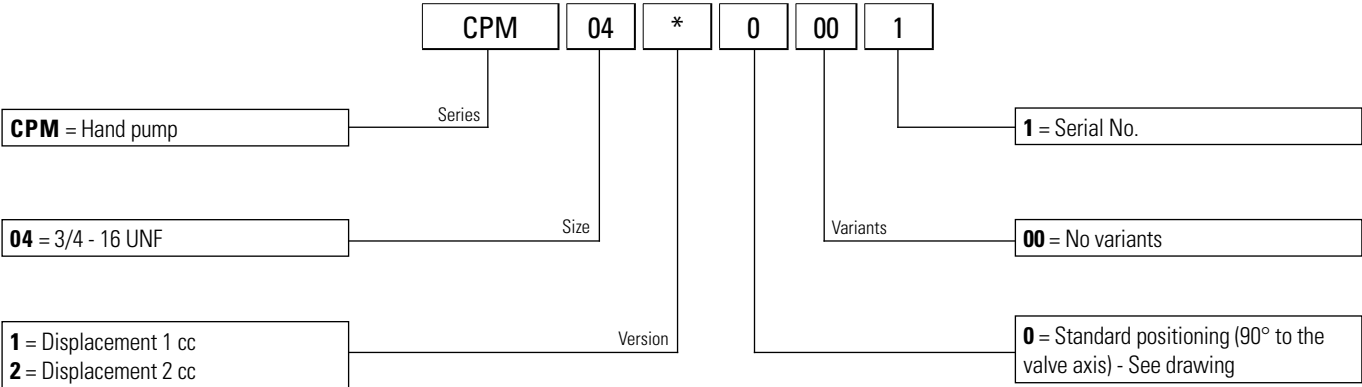 CPM 04 * 0 00 1
Series
CPM = Hand pump
1 = Serial No.
Size
Variants
04 = 3/4 - 16 UNF
00 = No variants
Version
1 = Displacement 1 cc
2 = Displacement 2 cc
0 = Standard positioning (90° to the
valve axis) - See drawing